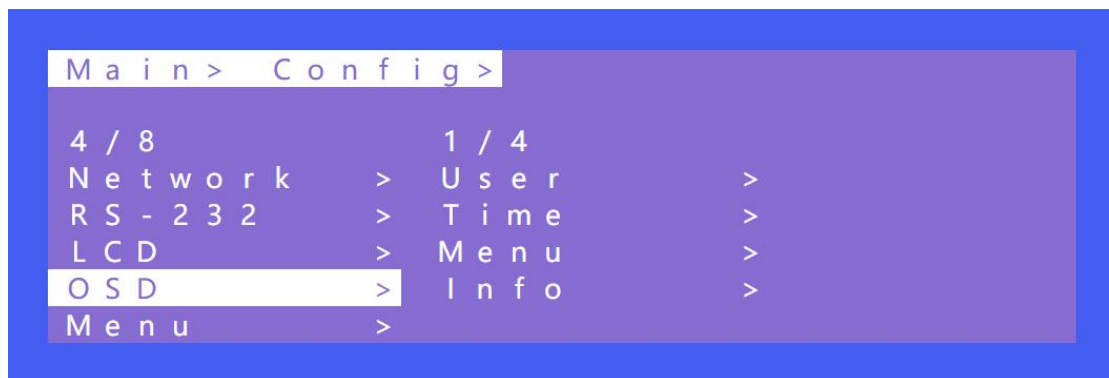 Main> Config>
4/8 1/4
Network > User >
RS-232 > Time >
LCD > Menu >
OSD > Info >
Menu >